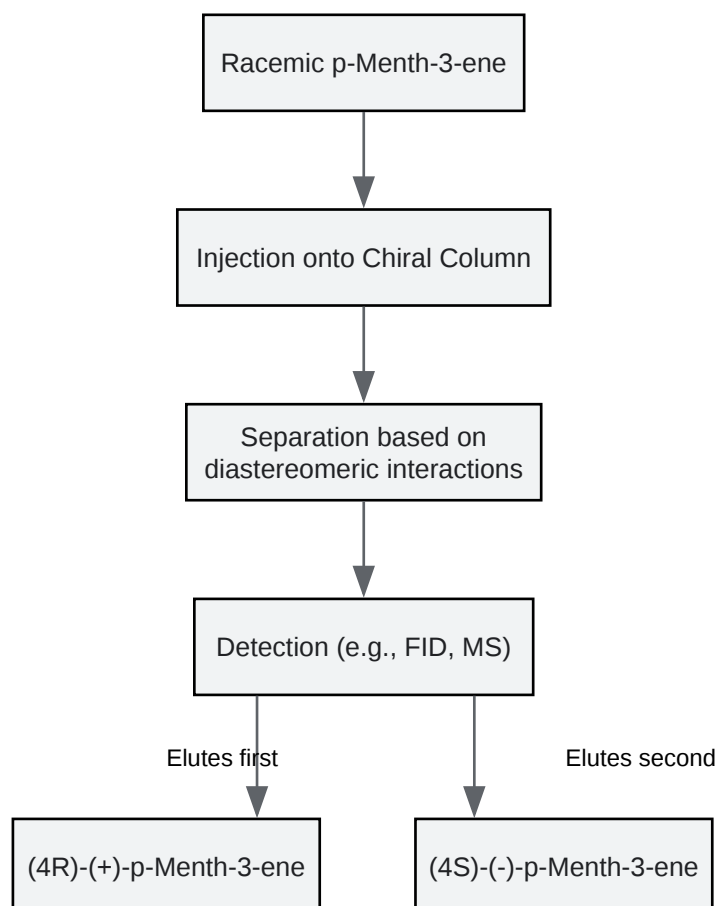 Racemic p-Menth-3-ene
Injection onto Chiral Column
Separation based on
diastereomeric interactions
Detection (e.g., FID, MS)
Elutes first
Elutes second
(4R)-(+)-p-Menth-3-ene
(4S)-(-)-p-Menth-3-ene